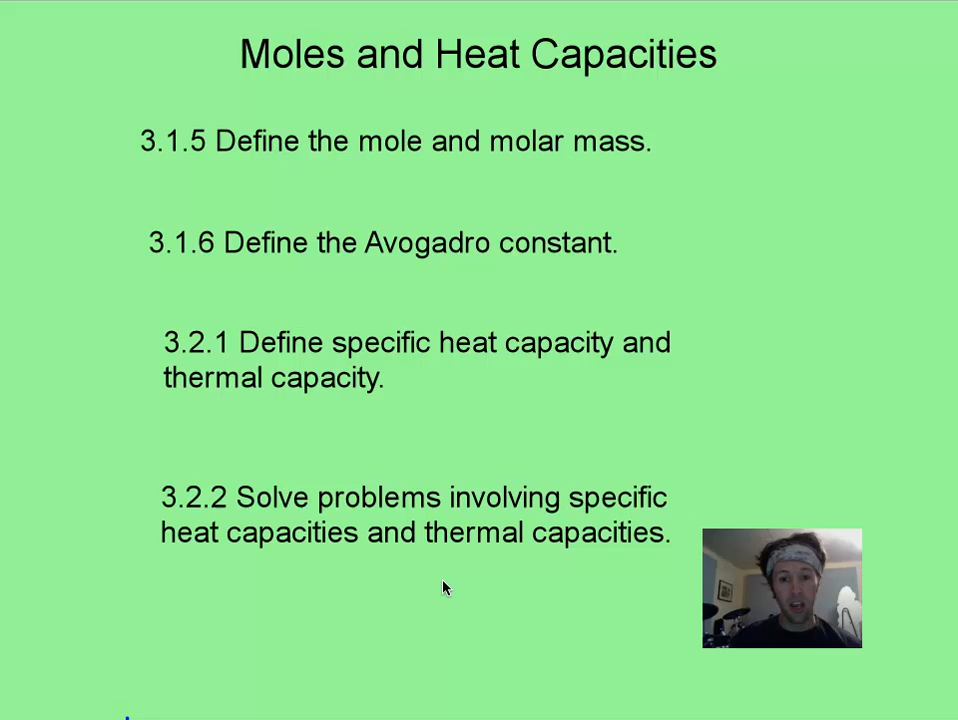 Moles and Heat Capacities
3.1.5 Define the mole and molar mass.
3.1.6 Define the Avogadro constant.
3.2.1 Define specific heat capacity and
thermal capacity.
3.2.2 Solve problems involving specific
heat capacities and thermal capacities.